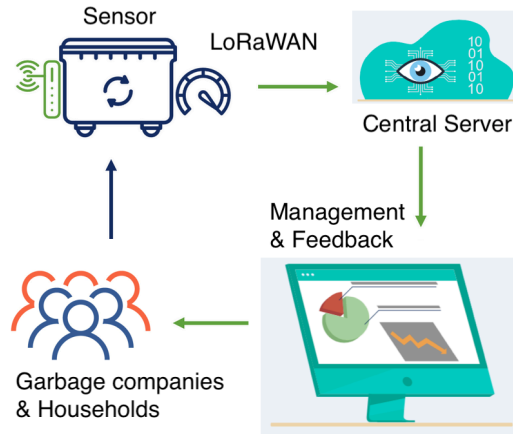 Sensor
LoRaWAN
10
01
10
01
10
Central Server
Management
& Feedback
Garbage companies
& Households